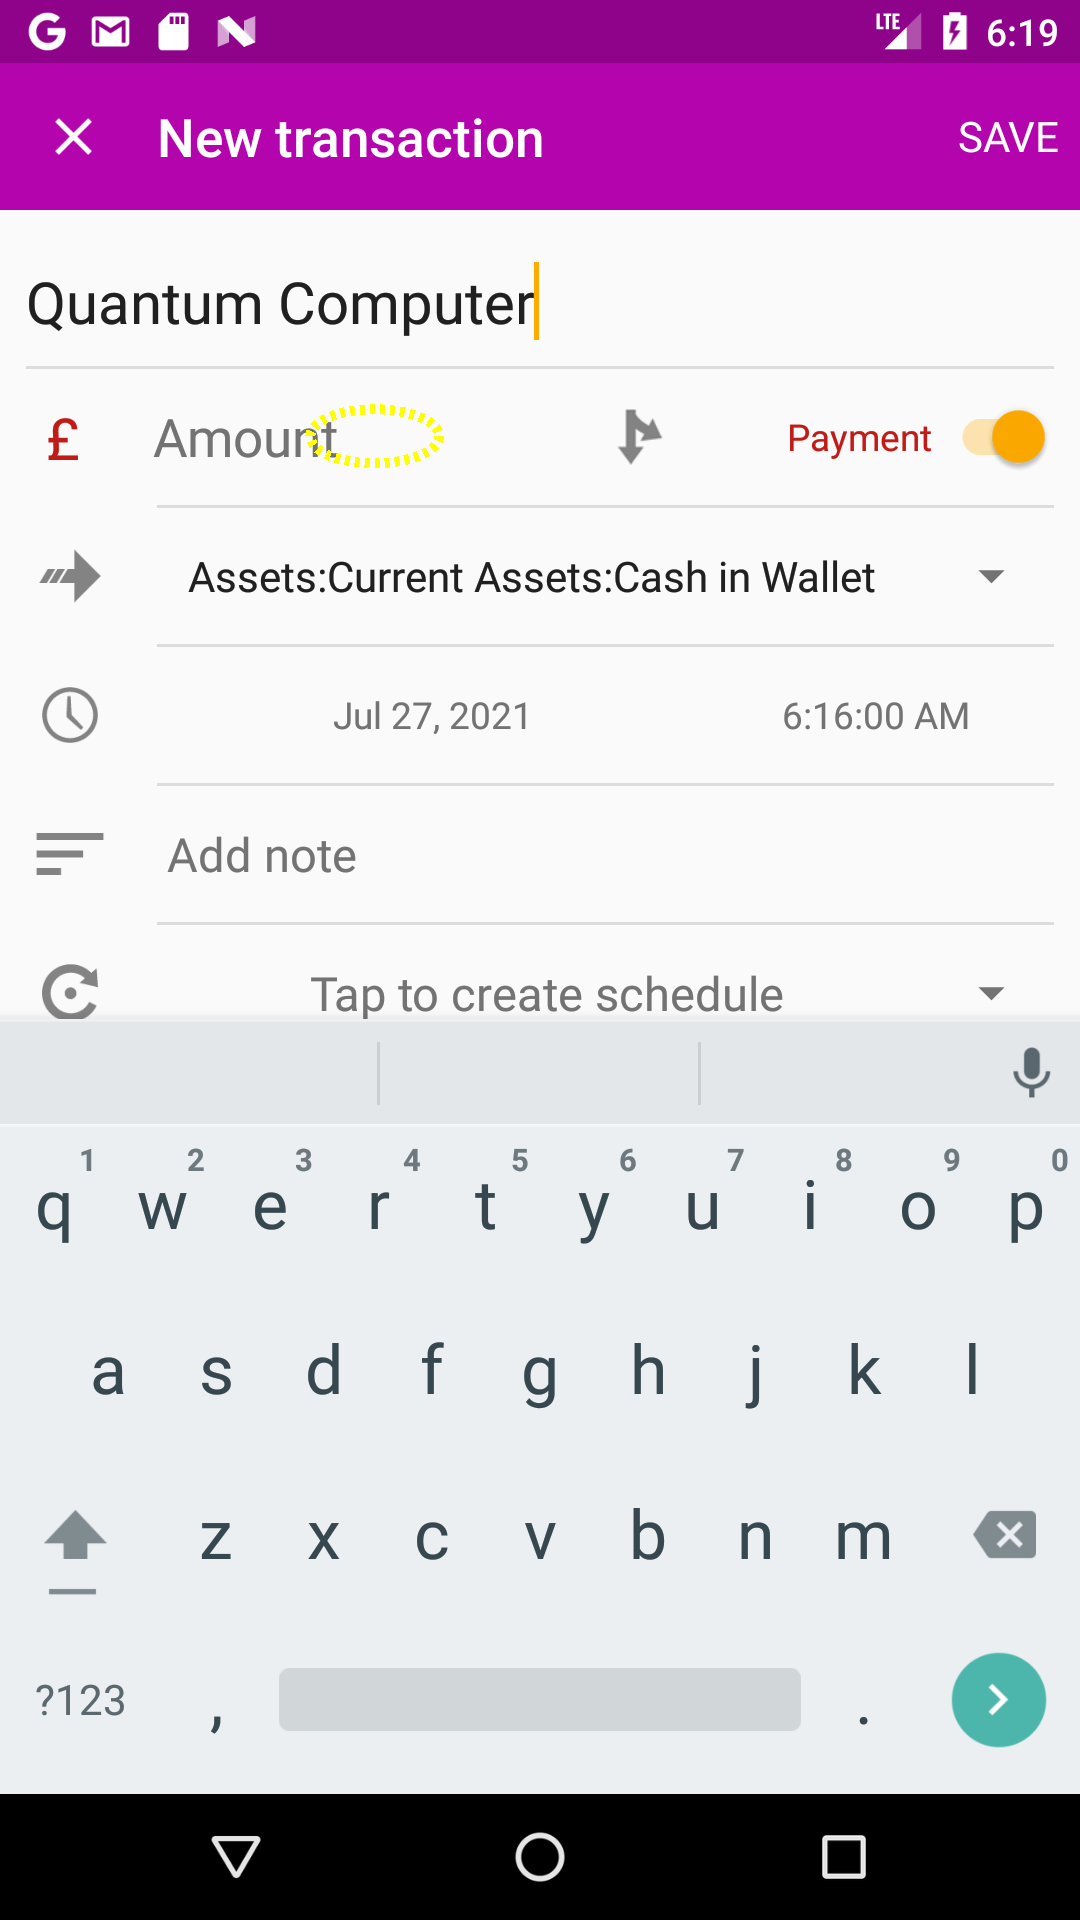 LTE 6:19
New transaction SAVE
Quantum Computer
£ Amount Payment
Assets:Current Assets:Cash in Wallet
Jul 27, 2021 6:16:00 AM
Add note
Tap to create schedule
1 2 3 4 5 6 7 8 9 0
q w e r t y u i o p
a s d f g h j k l
z x c v b n m
?123 , .